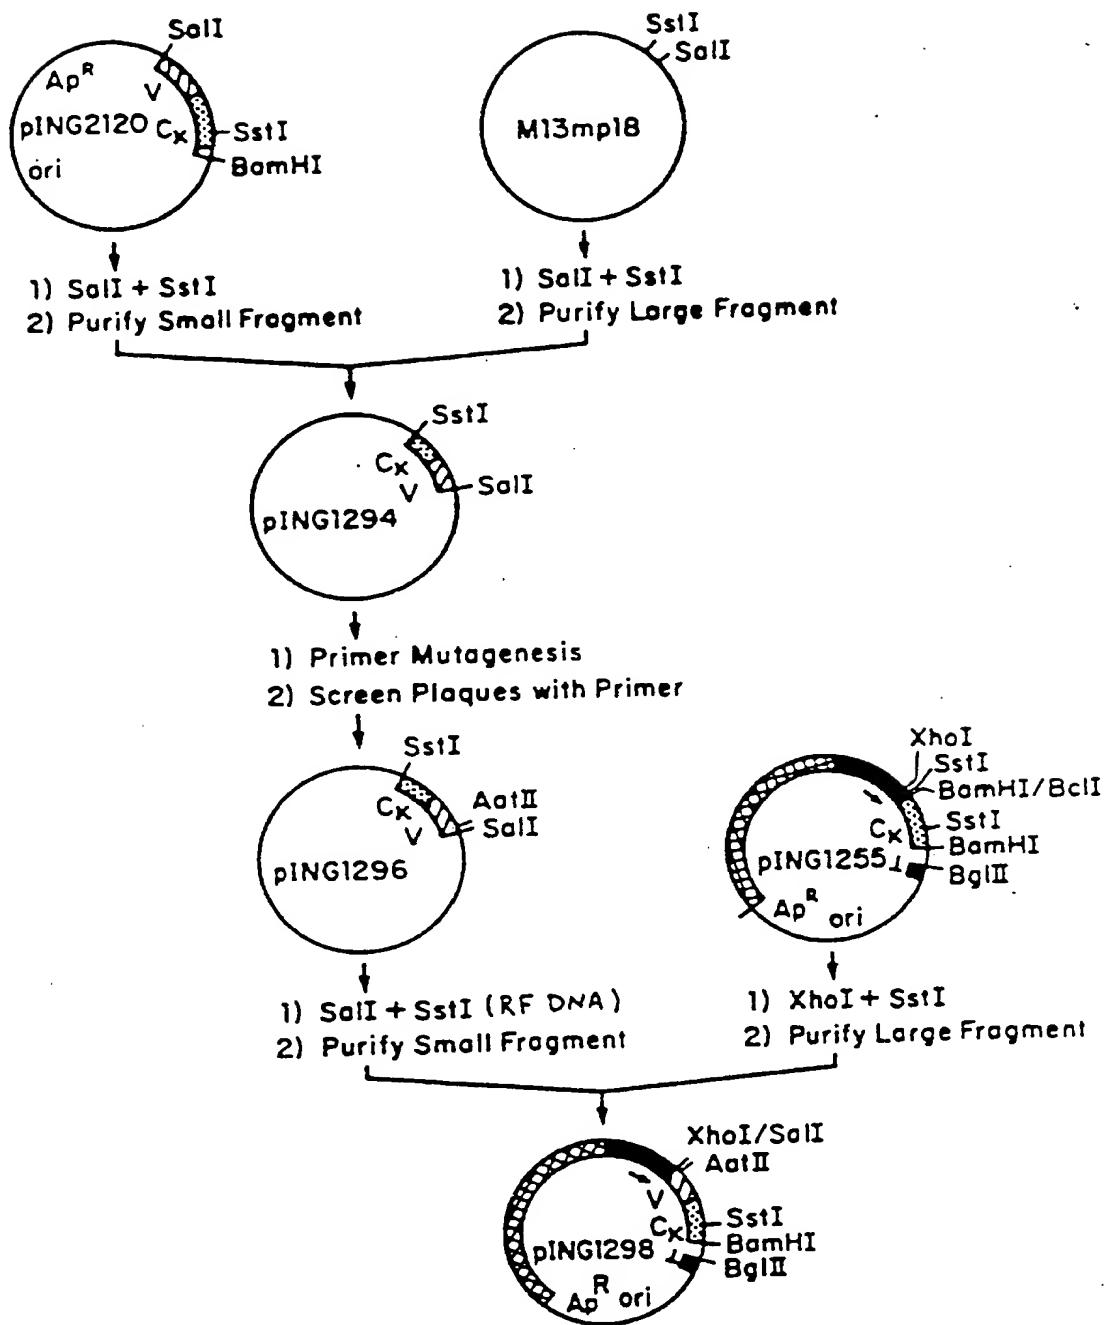 SalI
Ap^R
V
pING2120
Cx
SstI
ori
BamHI
SstI
SalI
M13mp18
1) SalI + SstI
2) Purify Small Fragment
1) SalI + SstI
2) Purify Large Fragment
SstI
Cx
V
SalI
pING1294
1) Primer Mutagenesis
2) Screen Plaques with Primer
SstI
Cx
V
AatII
SalI
pING1296
XhoI
SstI
BamHI/BclI
SstI
Cx
BamHI
pING1255
T
BglII
Ap^R ori
1) SalI + SstI (RF DNA)
2) Purify Small Fragment
1) XhoI + SstI
2) Purify Large Fragment
XhoI/SalI
AatII
V
SstI
Cx
BamHI
pING1298
T
BglII
Ap^R ori